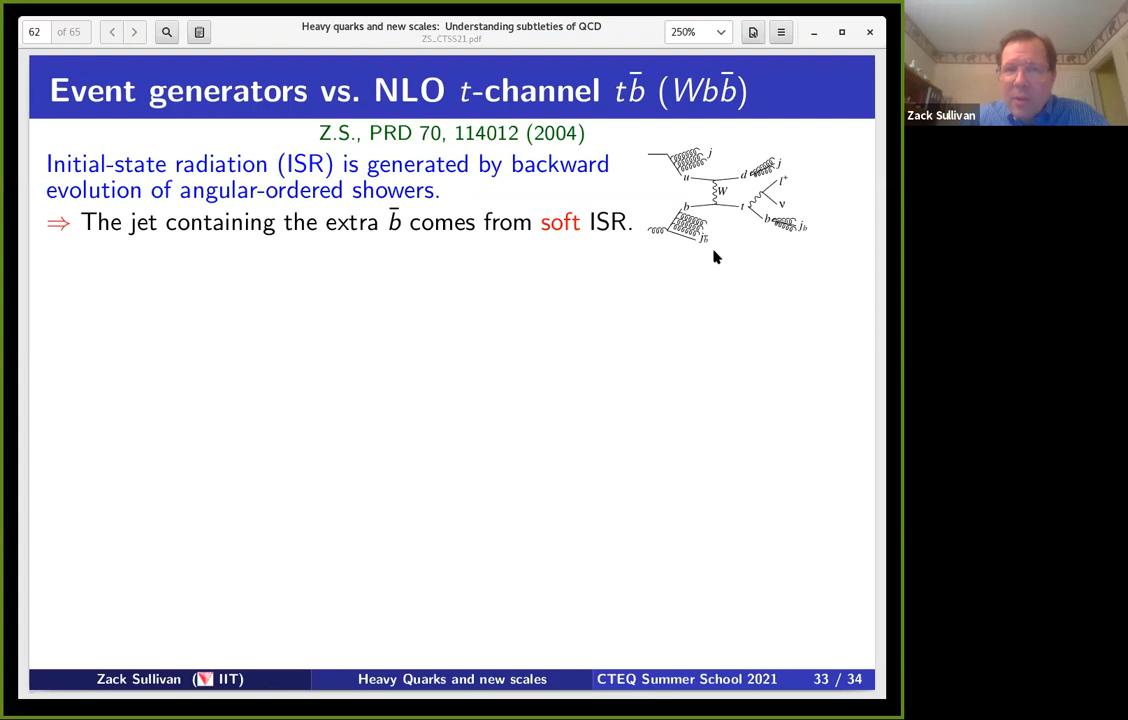 62 of 65
Heavy quarks and new scales: Understanding subtleties of QCD
ZS_CTSS21.pdf
250%
Zack Sullivan
Event generators vs. NLO t-channel tb̄ (Wbb̄)
Z.S., PRD 70, 114012 (2004)
Initial-state radiation (ISR) is generated by backward
evolution of angular-ordered showers.
⇒ The jet containing the extra b̄ comes from soft ISR.
j
u
W
d
j
l⁺
ν
b
t
b
j_b
j_b̄
Zack Sullivan ( IIT)
Heavy Quarks and new scales
CTEQ Summer School 2021
33 / 34